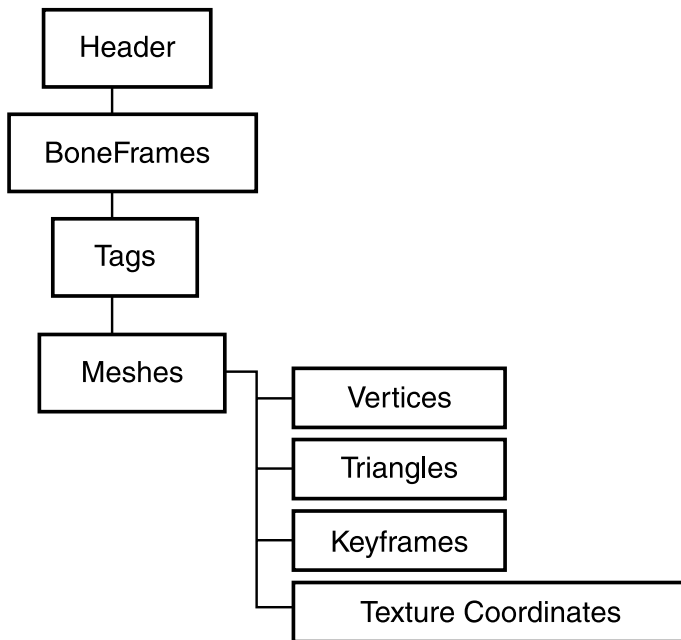 Header
BoneFrames
Tags
Meshes
Vertices
Triangles
Keyframes
Texture Coordinates